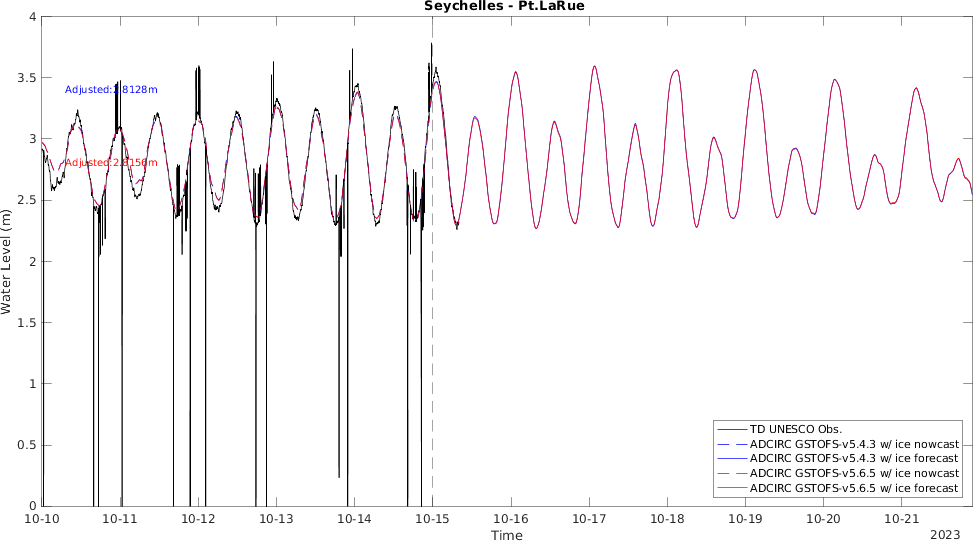 Seychelles - Pt.LaRue
Water Level (m)
4
3.5
3
2.5
2
1.5
1
0.5
0
Adjusted:2.8128m
Adjusted:2.8156m
TD UNESCO Obs.
ADCIRC GSTOFS-v5.4.3 w/ ice nowcast
ADCIRC GSTOFS-v5.4.3 w/ ice forecast
ADCIRC GSTOFS-v5.6.5 w/ ice nowcast
ADCIRC GSTOFS-v5.6.5 w/ ice forecast
10-10 10-11 10-12 10-13 10-14 10-15 10-16 10-17 10-18 10-19 10-20 10-21
Time
2023